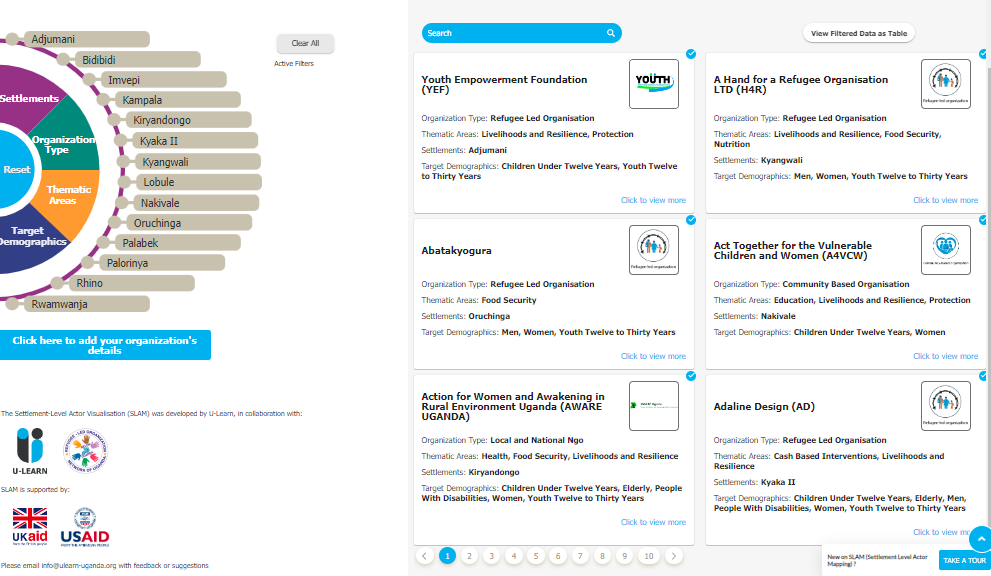 Adjumani
Bidibidi
Imvepi
Kampala
Kiryandongo
Kyaka II
Kyangwali
Lobule
Nakivale
Oruchinga
Palabek
Palorinya
Rhino
Rwamwanja
Settlements
Organization
Type
Reset
Thematic
Areas
Target
Demographics
Clear All
Active Filters
Click here to add your organization's
details
The Settlement-Level Actor Visualisation (SLAM) was developed by U-Learn, in collaboration with:
U-LEARN
SLAM is supported by:
UKaid
USAID
Please email info@ulearn-uganda.org with feedback or suggestions
Search
View Filtered Data as Table
Youth Empowerment Foundation
(YEF)
YOUTH
Organization Type: Refugee Led Organisation
Thematic Areas: Livelihoods and Resilience, Protection
Settlements: Adjumani
Target Demographics: Children Under Twelve Years, Youth Twelve
to Thirty Years
Click to view more
A Hand for a Refugee Organisation
LTD (H4R)
Refugee led organisation
Organization Type: Refugee Led Organisation
Thematic Areas: Livelihoods and Resilience, Food Security,
Nutrition
Settlements: Kyangwali
Target Demographics: Men, Women, Youth Twelve to Thirty Years
Click to view more
Abatakyogura
Refugee led organisation
Organization Type: Refugee Led Organisation
Thematic Areas: Food Security
Settlements: Oruchinga
Target Demographics: Men, Women, Youth Twelve to Thirty Years
Click to view more
Act Together for the Vulnerable
Children and Women (A4VCW)
Organization Type: Community Based Organisation
Thematic Areas: Education, Livelihoods and Resilience, Protection
Settlements: Nakivale
Target Demographics: Children Under Twelve Years, Women
Click to view more
Action for Women and Awakening in
Rural Environment Uganda (AWARE
UGANDA)
Organization Type: Local and National Ngo
Thematic Areas: Health, Food Security, Livelihoods and Resilience
Settlements: Kiryandongo
Target Demographics: Children Under Twelve Years, Elderly, People
With Disabilities, Women, Youth Twelve to Thirty Years
Click to view more
Adaline Design (AD)
Refugee led organisation
Organization Type: Refugee Led Organisation
Thematic Areas: Cash Based Interventions, Livelihoods and
Resilience
Settlements: Kyaka II
Target Demographics: Children Under Twelve Years, Elderly, Men,
People With Disabilities, Women, Youth Twelve to Thirty Years
Click to view
1 2 3 4 5 6 7 8 9 10
New on SLAM (Settlement Level Actor
Mapping) ?
TAKE A TOUR